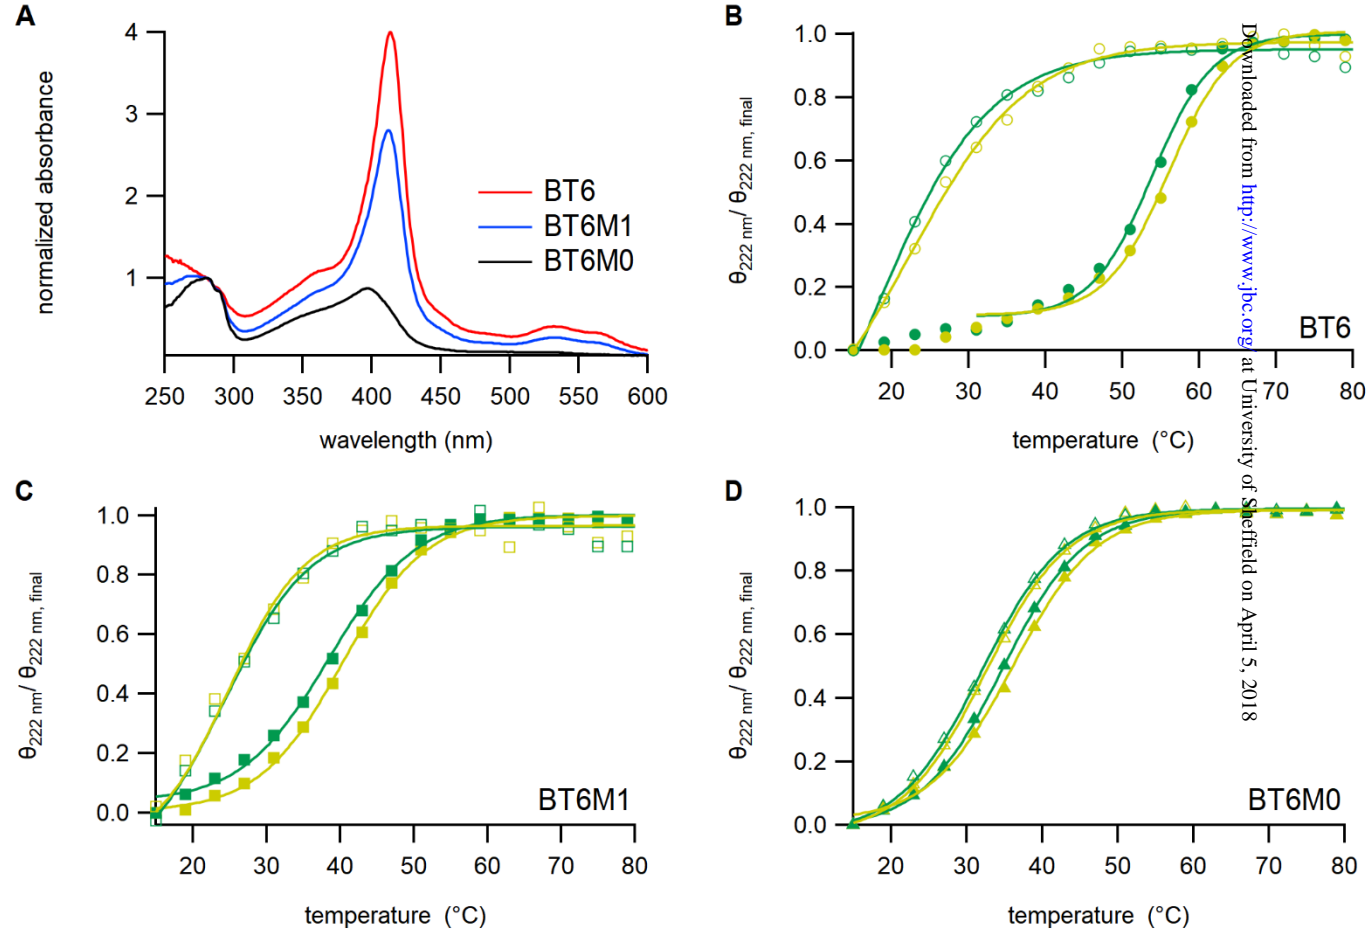 A
4
3
2
1
normalized absorbance
BT6
BT6M1
BT6M0
250 300 350 400 450 500 550 600
wavelength (nm)
B
1.0
0.8
0.6
0.4
0.2
0.0
θ222 nm/ θ222 nm, final
BT6
20 30 40 50 60 70 80
temperature (°C)
C
1.0
0.8
0.6
0.4
0.2
0.0
θ222 nm/ θ222 nm, final
BT6M1
20 30 40 50 60 70 80
temperature (°C)
D
1.0
0.8
0.6
0.4
0.2
0.0
θ222 nm/ θ222 nm, final
BT6M0
20 30 40 50 60 70 80
temperature (°C)
Downloaded from http://www.jbc.org/ at University of Sheffield on April 5, 2018